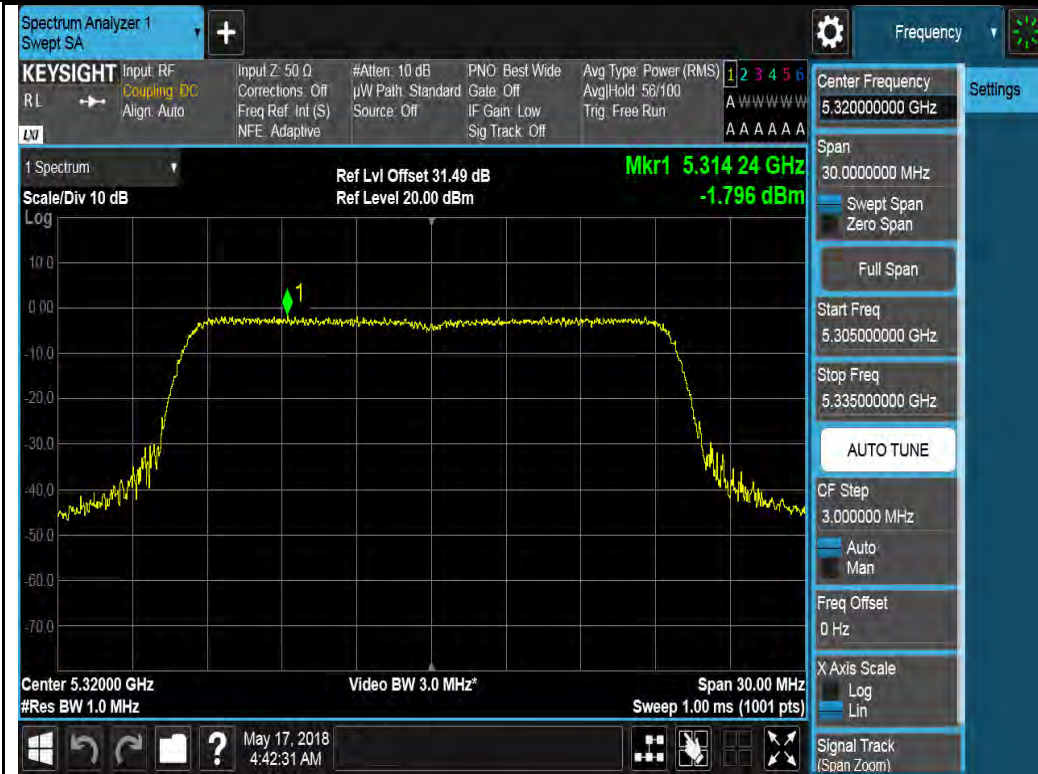 Spectrum Analyzer 1
Swept SA
+
Frequency
KEYSIGHT
RL
LXI
Input: RF
Coupling: DC
Align: Auto
Input Z: 50 Ω
Corrections: Off
Freq Ref: Int (S)
NFE: Adaptive
#Atten: 10 dB
µW Path: Standard
Source: Off
PNO: Best Wide
Gate: Off
IF Gain: Low
Sig Track: Off
Avg Type: Power (RMS)
Avg|Hold: 56/100
Trig: Free Run
1 2 3 4 5 6
A W W W W W
A A A A A A
1 Spectrum
Scale/Div 10 dB
Ref Lvl Offset 31.49 dB
Ref Level 20.00 dBm
Mkr1 5.314 24 GHz
-1.796 dBm
Log
10.0
0.00
-10.0
-20.0
-30.0
-40.0
-50.0
-60.0
-70.0
1
Center 5.32000 GHz
#Res BW 1.0 MHz
Video BW 3.0 MHz*
Span 30.00 MHz
Sweep 1.00 ms (1001 pts)
Center Frequency
5.320000000 GHz
Settings
Span
30.0000000 MHz
Swept Span
Zero Span
Full Span
Start Freq
5.305000000 GHz
Stop Freq
5.335000000 GHz
AUTO TUNE
CF Step
3.000000 MHz
Auto
Man
Freq Offset
0 Hz
X Axis Scale
Log
Lin
Signal Track
(Span Zoom)
?
May 17, 2018
4:42:31 AM